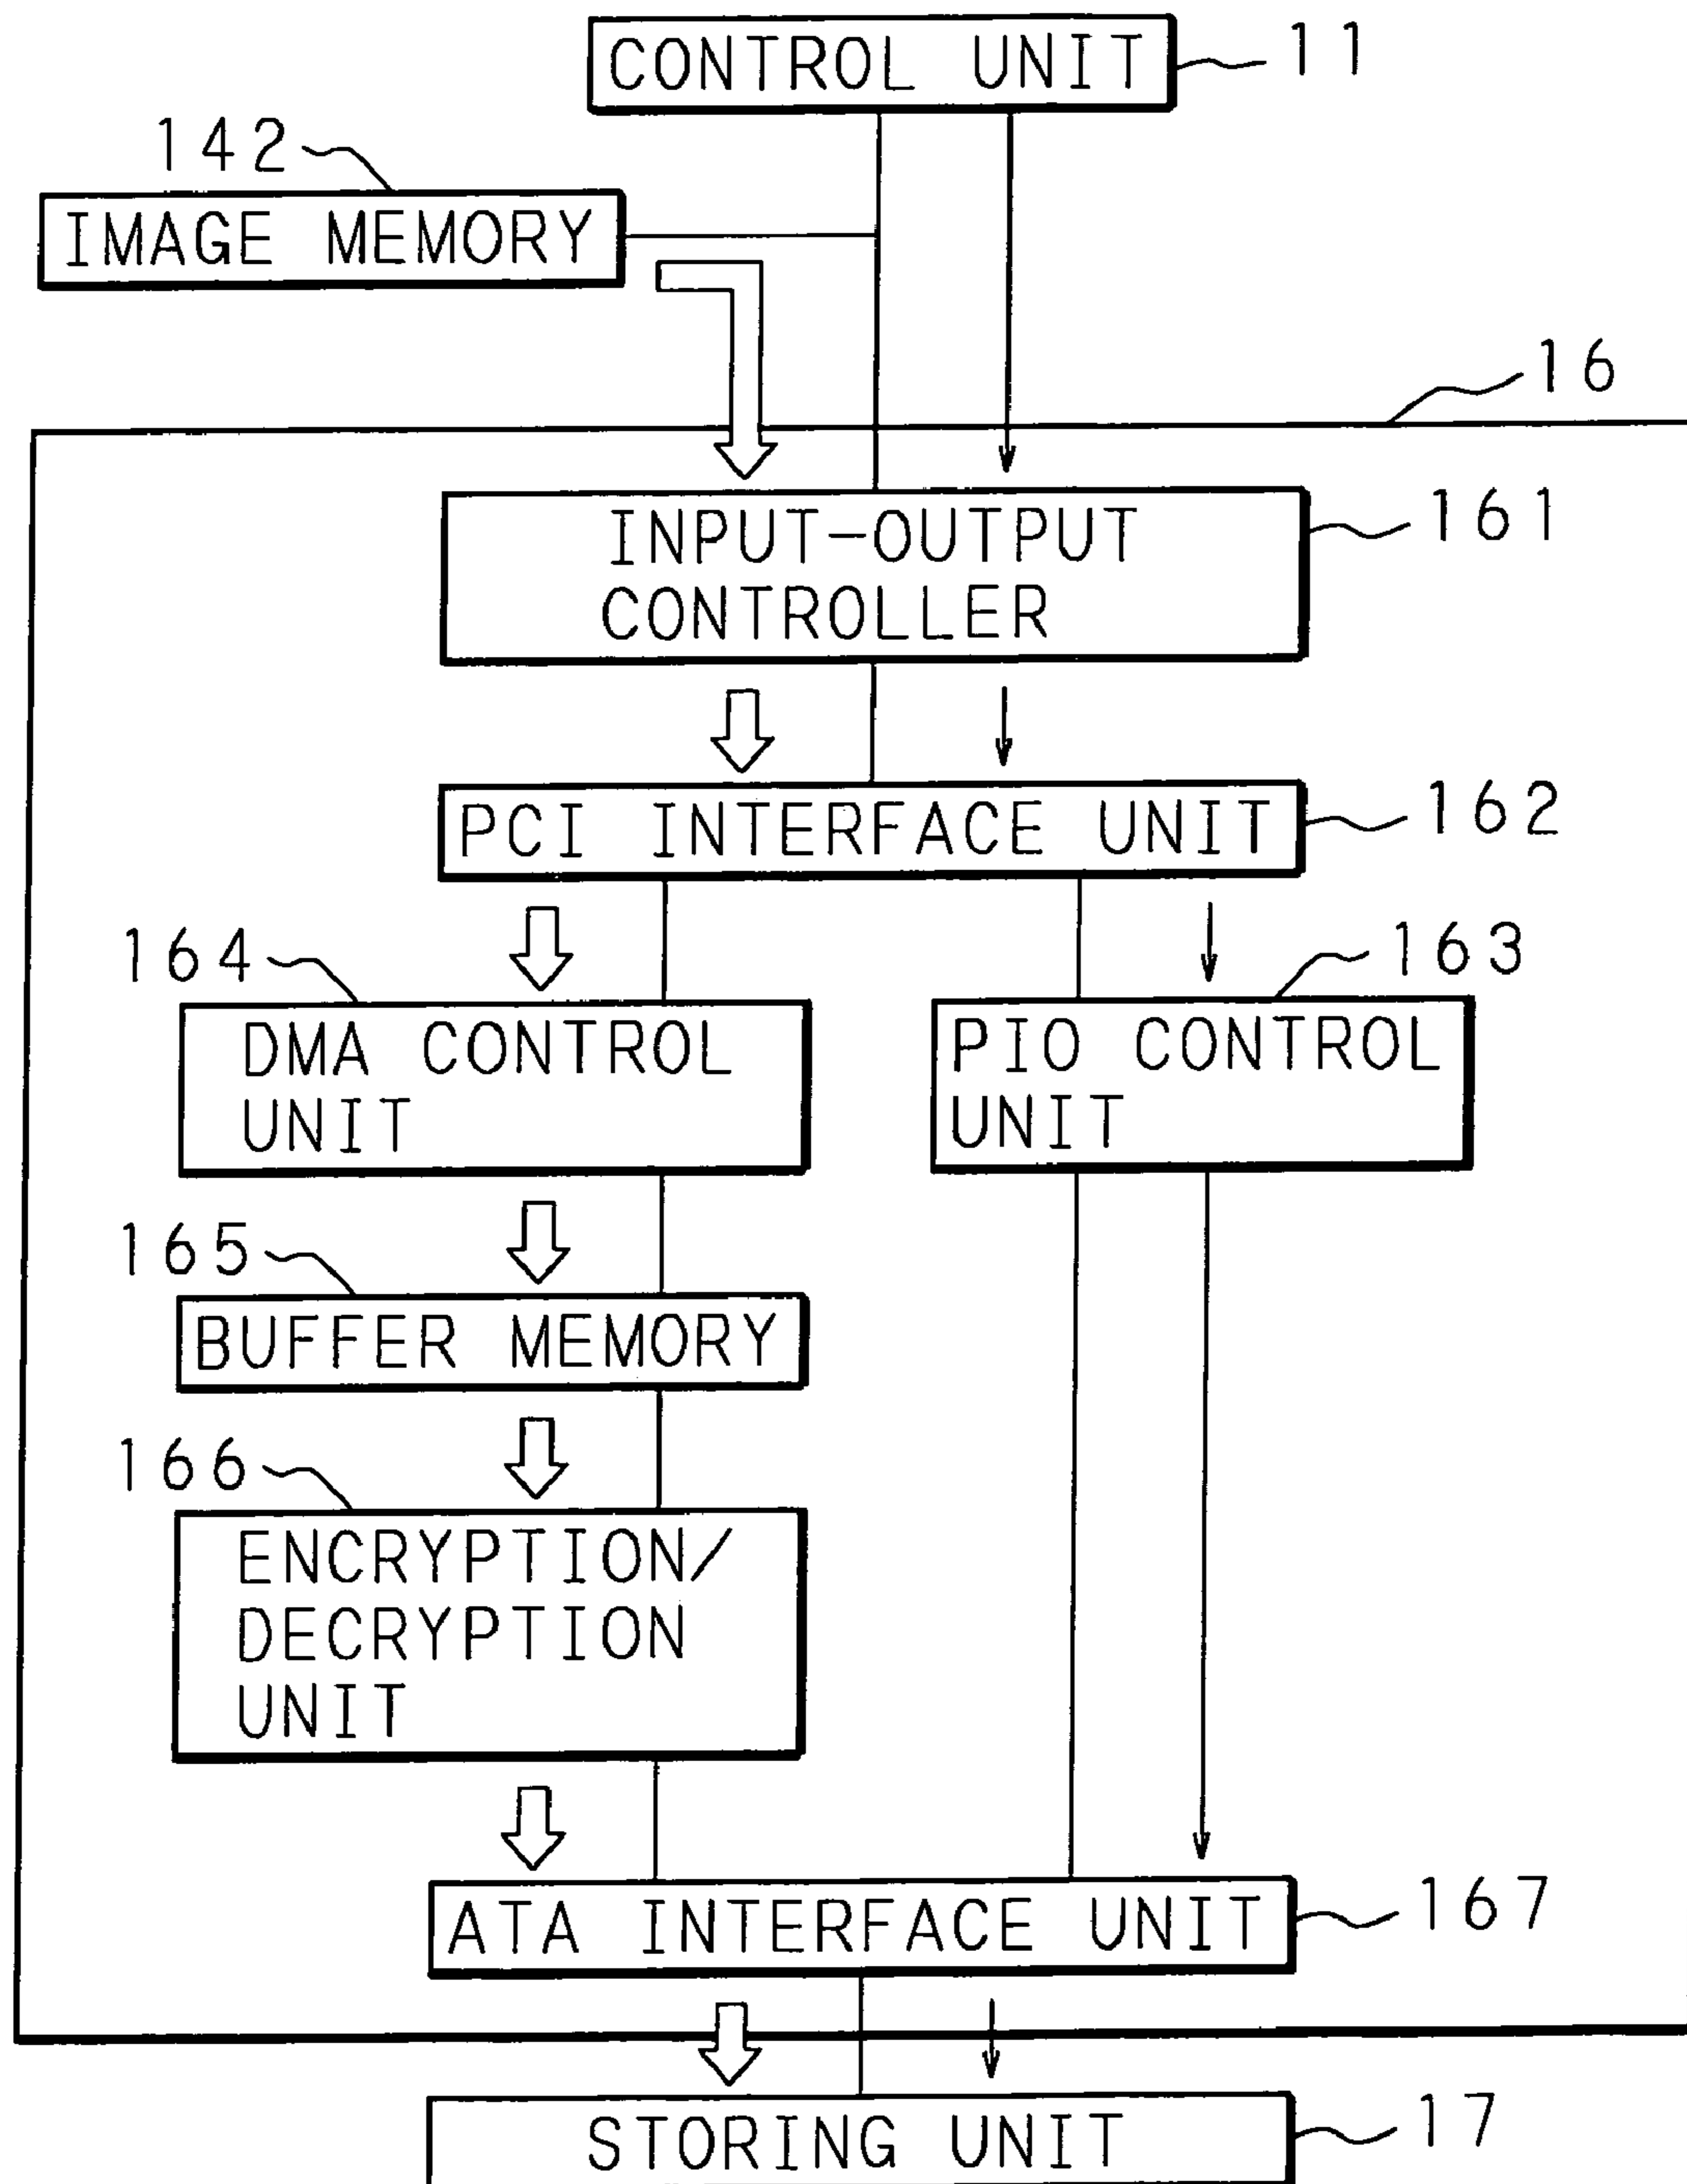 CONTROL UNIT
11
142
IMAGE MEMORY
16
INPUT-OUTPUT
CONTROLLER
161
PCI INTERFACE UNIT
162
164
163
DMA CONTROL
UNIT
PIO CONTROL
UNIT
165
BUFFER MEMORY
166
ENCRYPTION/
DECRYPTION
UNIT
ATA INTERFACE UNIT
167
STORING UNIT
17